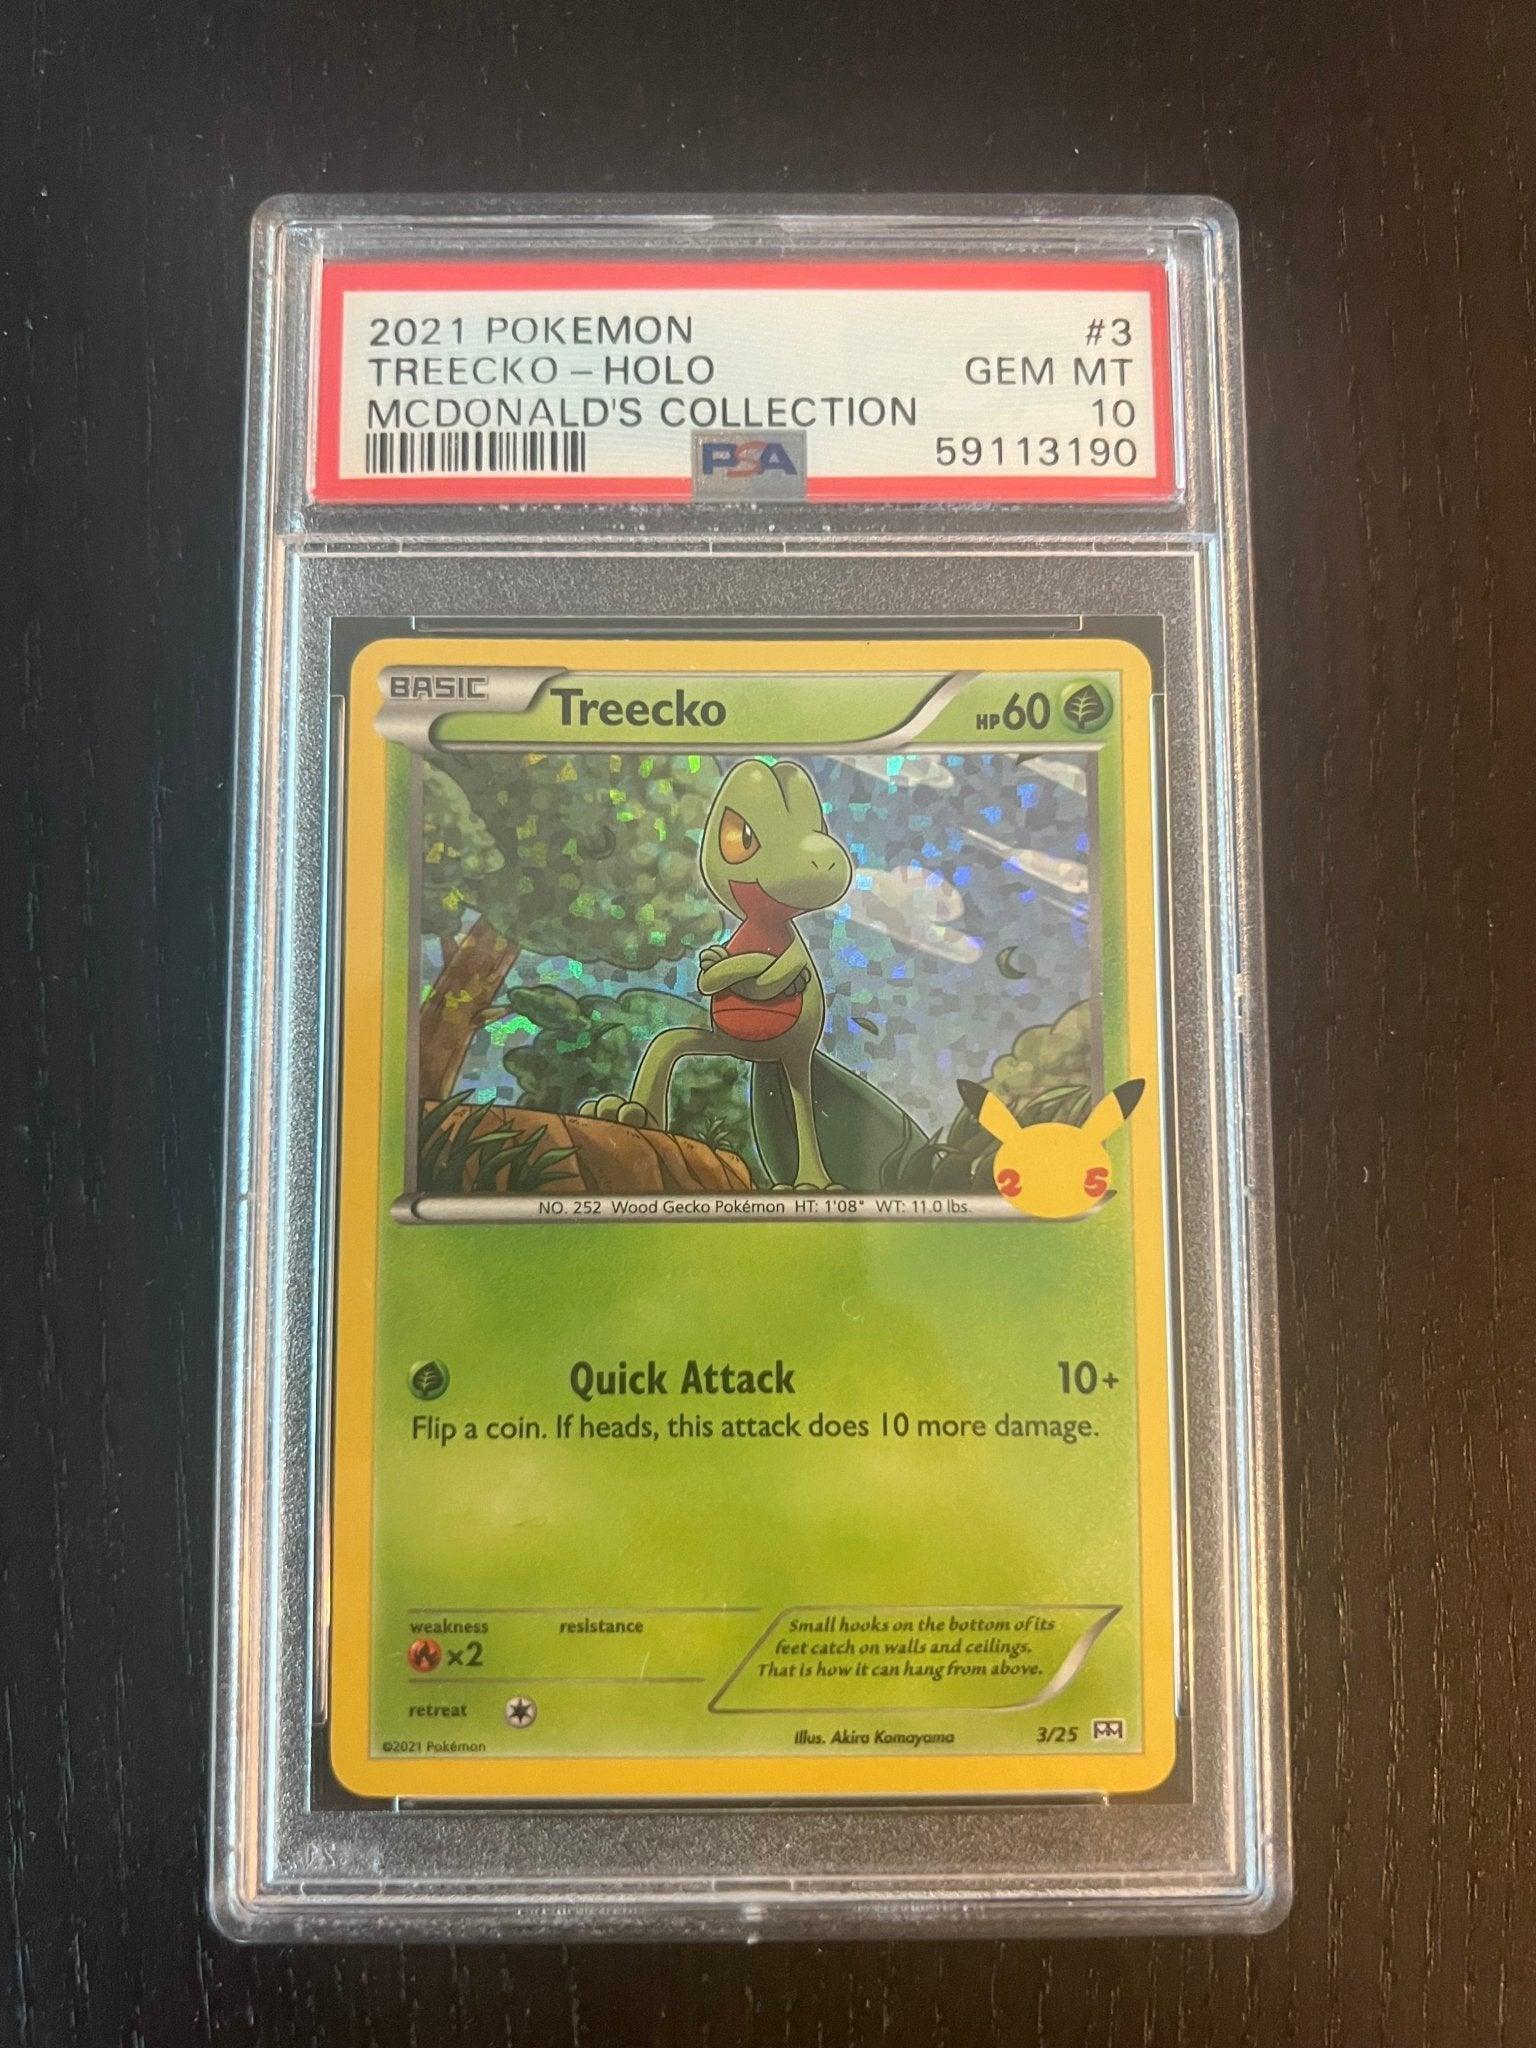 2021 POKEMON #3
TREECKO - HOLO GEM MT
MCDONALD'S COLLECTION 10
PSA 59113190
BASIC Treecko HP60
NO. 252 Wood Gecko Pokémon HT: 1'08" WT: 11.0 lbs.
25
Quick Attack 10+
Flip a coin. If heads, this attack does 10 more damage.
weakness resistance
×2
retreat
Small hooks on the bottom of its
feet catch on walls and ceilings.
That is how it can hang from above.
©2021 Pokémon Illus. Akira Komayama 3/25